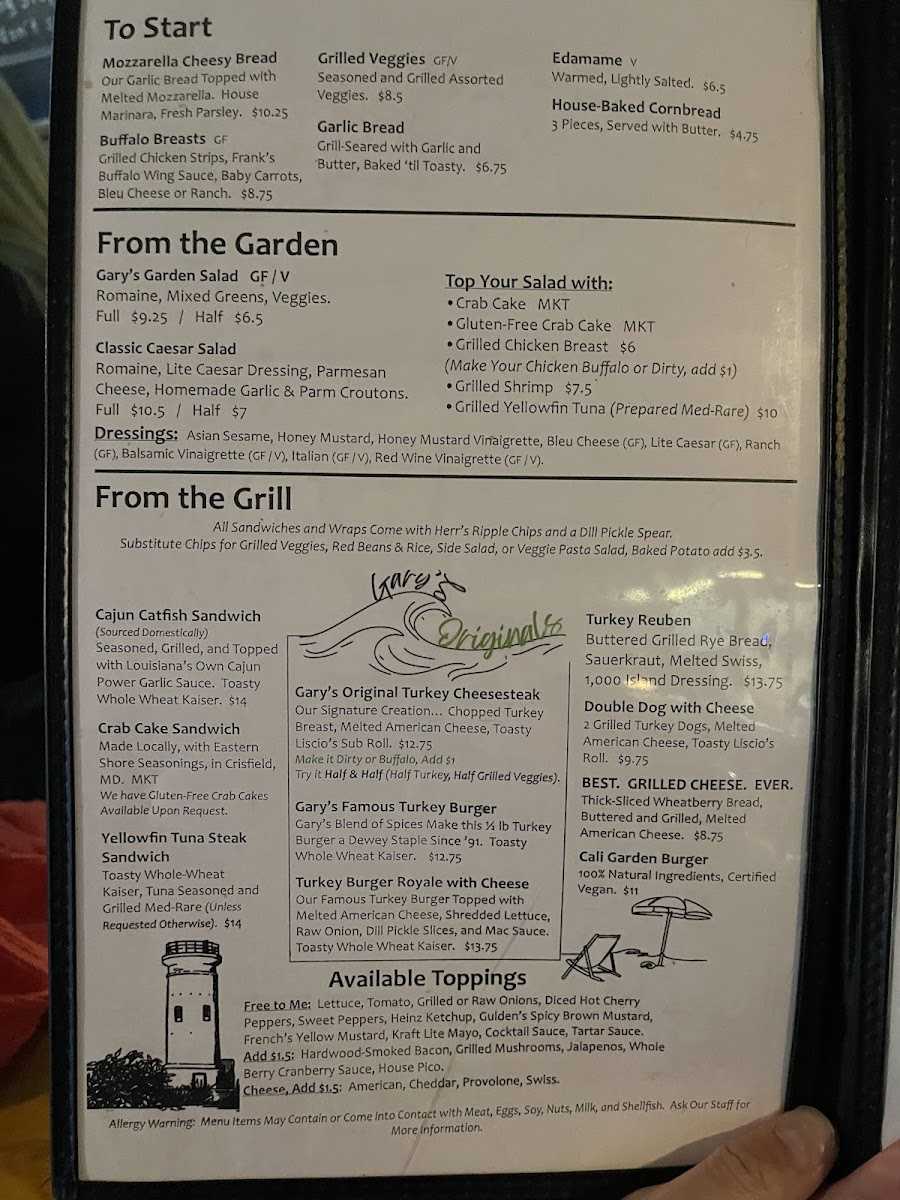 To Start
Mozzarella Cheesy Bread
Our Garlic Bread Topped with
Melted Mozzarella. House
Marinara, Fresh Parsley. $10.25
Buffalo Breasts GF
Grilled Chicken Strips, Frank's
Buffalo Wing Sauce, Baby Carrots,
Bleu Cheese or Ranch. $8.75
Grilled Veggies GF/V
Seasoned and Grilled Assorted
Veggies. $8.5
Garlic Bread
Grill-Seared with Garlic and
Butter, Baked 'til Toasty. $6.75
Edamame V
Warmed, Lightly Salted. $6.5
House-Baked Cornbread
3 Pieces, Served with Butter. $4.75
From the Garden
Gary's Garden Salad GF / V
Romaine, Mixed Greens, Veggies.
Full $9.25 / Half $6.5
Classic Caesar Salad
Romaine, Lite Caesar Dressing, Parmesan
Cheese, Homemade Garlic & Parm Croutons.
Full $10.5 / Half $7
Top Your Salad with:
• Crab Cake MKT
• Gluten-Free Crab Cake MKT
• Grilled Chicken Breast $6
(Make Your Chicken Buffalo or Dirty, add $1)
• Grilled Shrimp $7.5
• Grilled Yellowfin Tuna (Prepared Med-Rare) $10
Dressings: Asian Sesame, Honey Mustard, Honey Mustard Vinaigrette, Bleu Cheese (GF), Lite Caesar (GF), Ranch
(GF), Balsamic Vinaigrette (GF / V), Italian (GF / V), Red Wine Vinaigrette (GF / V).
From the Grill
All Sandwiches and Wraps Come with Herr's Ripple Chips and a Dill Pickle Spear.
Substitute Chips for Grilled Veggies, Red Beans & Rice, Side Salad, or Veggie Pasta Salad, Baked Potato add $3.5.
Cajun Catfish Sandwich
(Sourced Domestically)
Seasoned, Grilled, and Topped
with Louisiana's Own Cajun
Power Garlic Sauce. Toasty
Whole Wheat Kaiser. $14
Crab Cake Sandwich
Made Locally, with Eastern
Shore Seasonings, in Crisfield,
MD. MKT
We have Gluten-Free Crab Cakes
Available Upon Request.
Yellowfin Tuna Steak
Sandwich
Toasty Whole-Wheat
Kaiser, Tuna Seasoned and
Grilled Med-Rare (Unless
Requested Otherwise). $14
Gary's
Originals
Gary's Original Turkey Cheesesteak
Our Signature Creation... Chopped Turkey
Breast, Melted American Cheese, Toasty
Liscio's Sub Roll. $12.75
Make it Dirty or Buffalo, Add $1
Try it Half & Half (Half Turkey, Half Grilled Veggies).
Gary's Famous Turkey Burger
Gary's Blend of Spices Make this ½ lb Turkey
Burger a Dewey Staple Since '91. Toasty
Whole Wheat Kaiser. $12.75
Turkey Burger Royale with Cheese
Our Famous Turkey Burger Topped with
Melted American Cheese, Shredded Lettuce,
Raw Onion, Dill Pickle Slices, and Mac Sauce.
Toasty Whole Wheat Kaiser. $13.75
Turkey Reuben
Buttered Grilled Rye Bread,
Sauerkraut, Melted Swiss,
1,000 Island Dressing. $13.75
Double Dog with Cheese
2 Grilled Turkey Dogs, Melted
American Cheese, Toasty Liscio's
Roll. $9.75
BEST. GRILLED CHEESE. EVER.
Thick-Sliced Wheatberry Bread,
Buttered and Grilled, Melted
American Cheese. $8.75
Cali Garden Burger
100% Natural Ingredients, Certified
Vegan. $11
Available Toppings
Free to Me: Lettuce, Tomato, Grilled or Raw Onions, Diced Hot Cherry
Peppers, Sweet Peppers, Heinz Ketchup, Gulden's Spicy Brown Mustard,
French's Yellow Mustard, Kraft Lite Mayo, Cocktail Sauce, Tartar Sauce.
Add $1.5: Hardwood-Smoked Bacon, Grilled Mushrooms, Jalapenos, Whole
Berry Cranberry Sauce, House Pico.
Cheese, Add $1.5: American, Cheddar, Provolone, Swiss.
Allergy Warning: Menu Items May Contain or Come into Contact with Meat, Eggs, Soy, Nuts, Milk, and Shellfish. Ask Our Staff for
More Information.